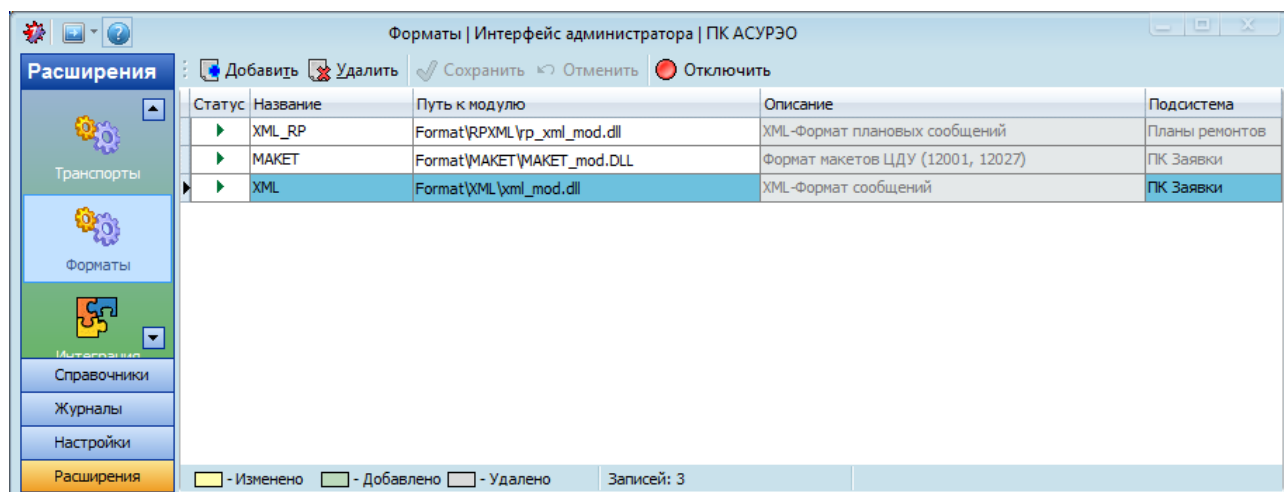 Форматы | Интерфейс администратора | ПК АСУРЭО
Расширения
Добавить Удалить Сохранить Отменить Отключить
Статус Название Путь к модулю Описание Подсистема
XML_RP Format\RPXML\rp_xml_mod.dll XML-Формат плановых сообщений Планы ремонтов
MAKET Format\MAKET\MAKET_mod.DLL Формат макетов ЦДУ (12001, 12027) ПК Заявки
XML Format\XML\xml_mod.dll XML-Формат сообщений ПК Заявки
Транспорты
Форматы
Интеграция
Справочники
Журналы
Настройки
Расширения
- Изменено - Добавлено - Удалено Записей: 3